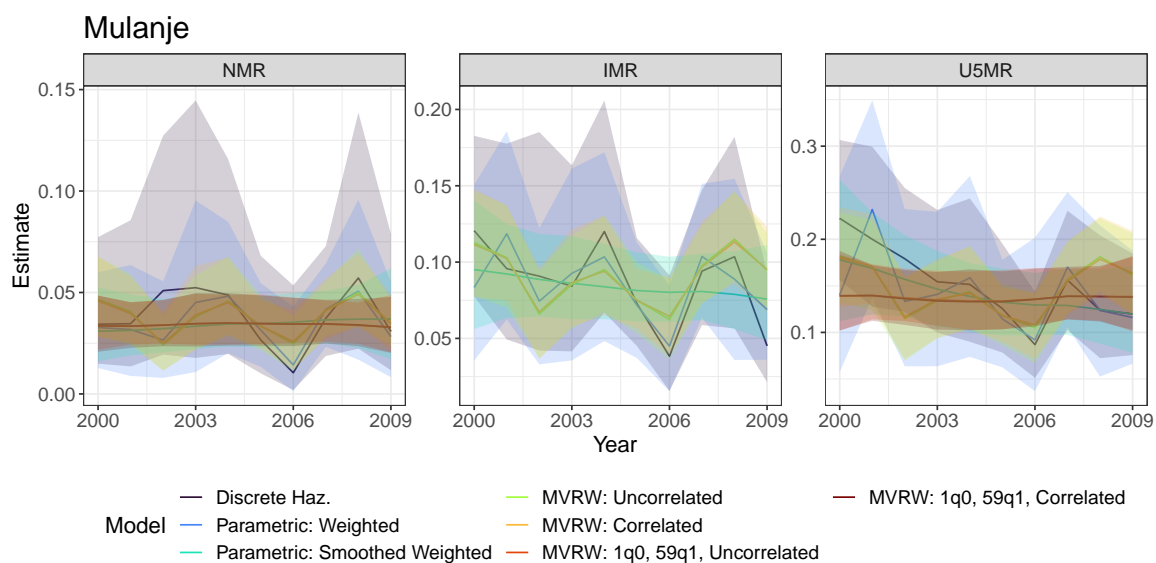 Mulanje
NMR
IMR
U5MR
0.15
0.10
0.05
0.00
0.20
0.15
0.10
0.05
0.3
0.2
0.1
Estimate
2000 2003 2006 2009
2000 2003 2006 2009
2000 2003 2006 2009
Year
Model
Discrete Haz.
Parametric: Weighted
Parametric: Smoothed Weighted
MVRW: Uncorrelated
MVRW: Correlated
MVRW: 1q0, 59q1, Uncorrelated
MVRW: 1q0, 59q1, Correlated